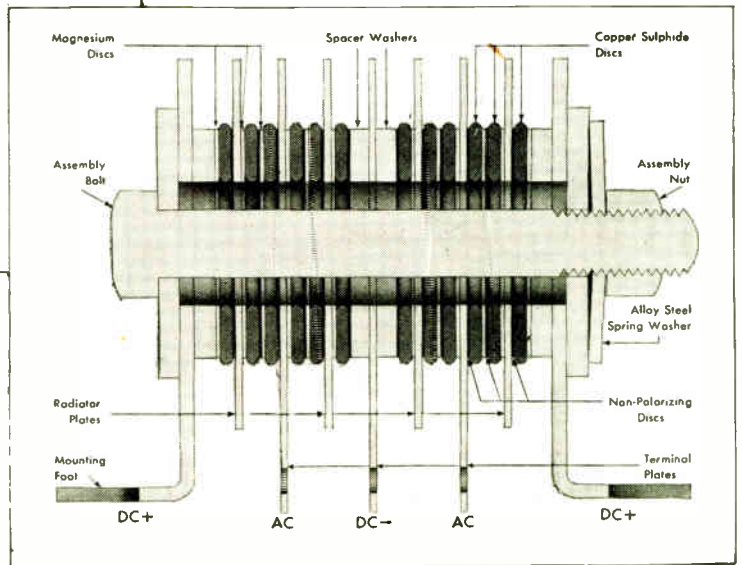 Magnesium
Discs
Spacer Washers
Copper Sulphide
Discs
Assembly
Bolt
Assembly
Nut
Alloy Steel
Spring Washer
Radiator
Plates
Non-Polarizing
Discs
Mounting
Foot
Terminal
Plates
DC+
AC
DC-
AC
DC+